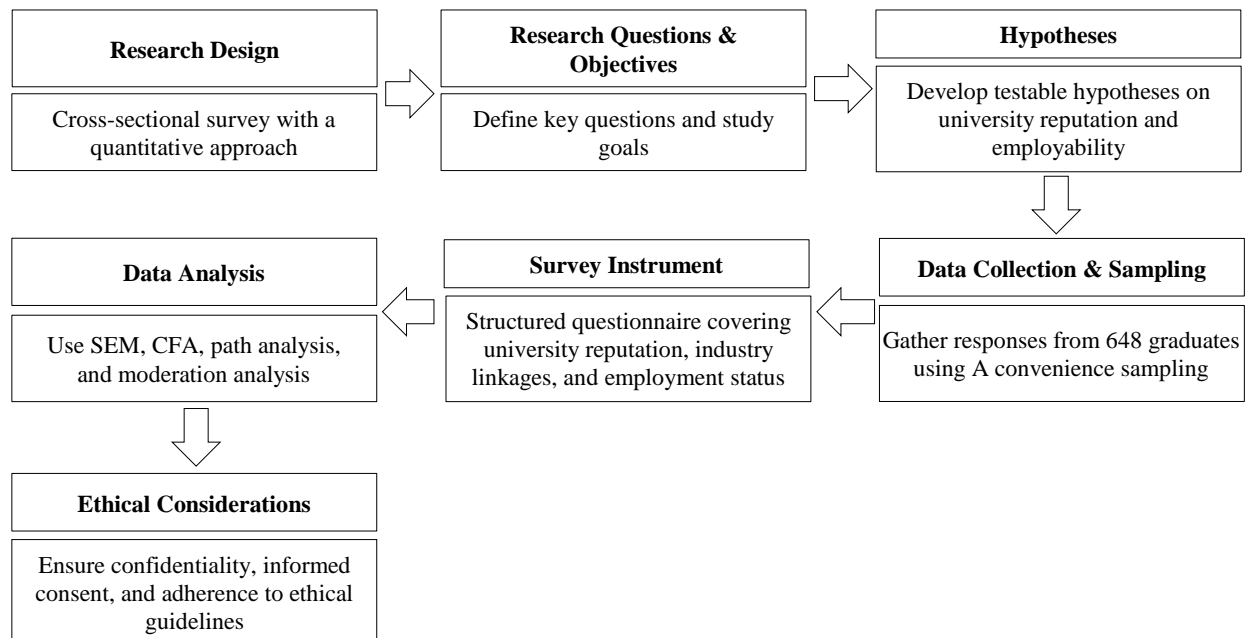 Research Design
Cross-sectional survey with a
quantitative approach
Research Questions &
Objectives
Define key questions and study
goals
Hypotheses
Develop testable hypotheses on
university reputation and
employability
Data Collection & Sampling
Gather responses from 648 graduates
using A convenience sampling
Survey Instrument
Structured questionnaire covering
university reputation, industry
linkages, and employment status
Data Analysis
Use SEM, CFA, path analysis,
and moderation analysis
Ethical Considerations
Ensure confidentiality, informed
consent, and adherence to ethical
guidelines